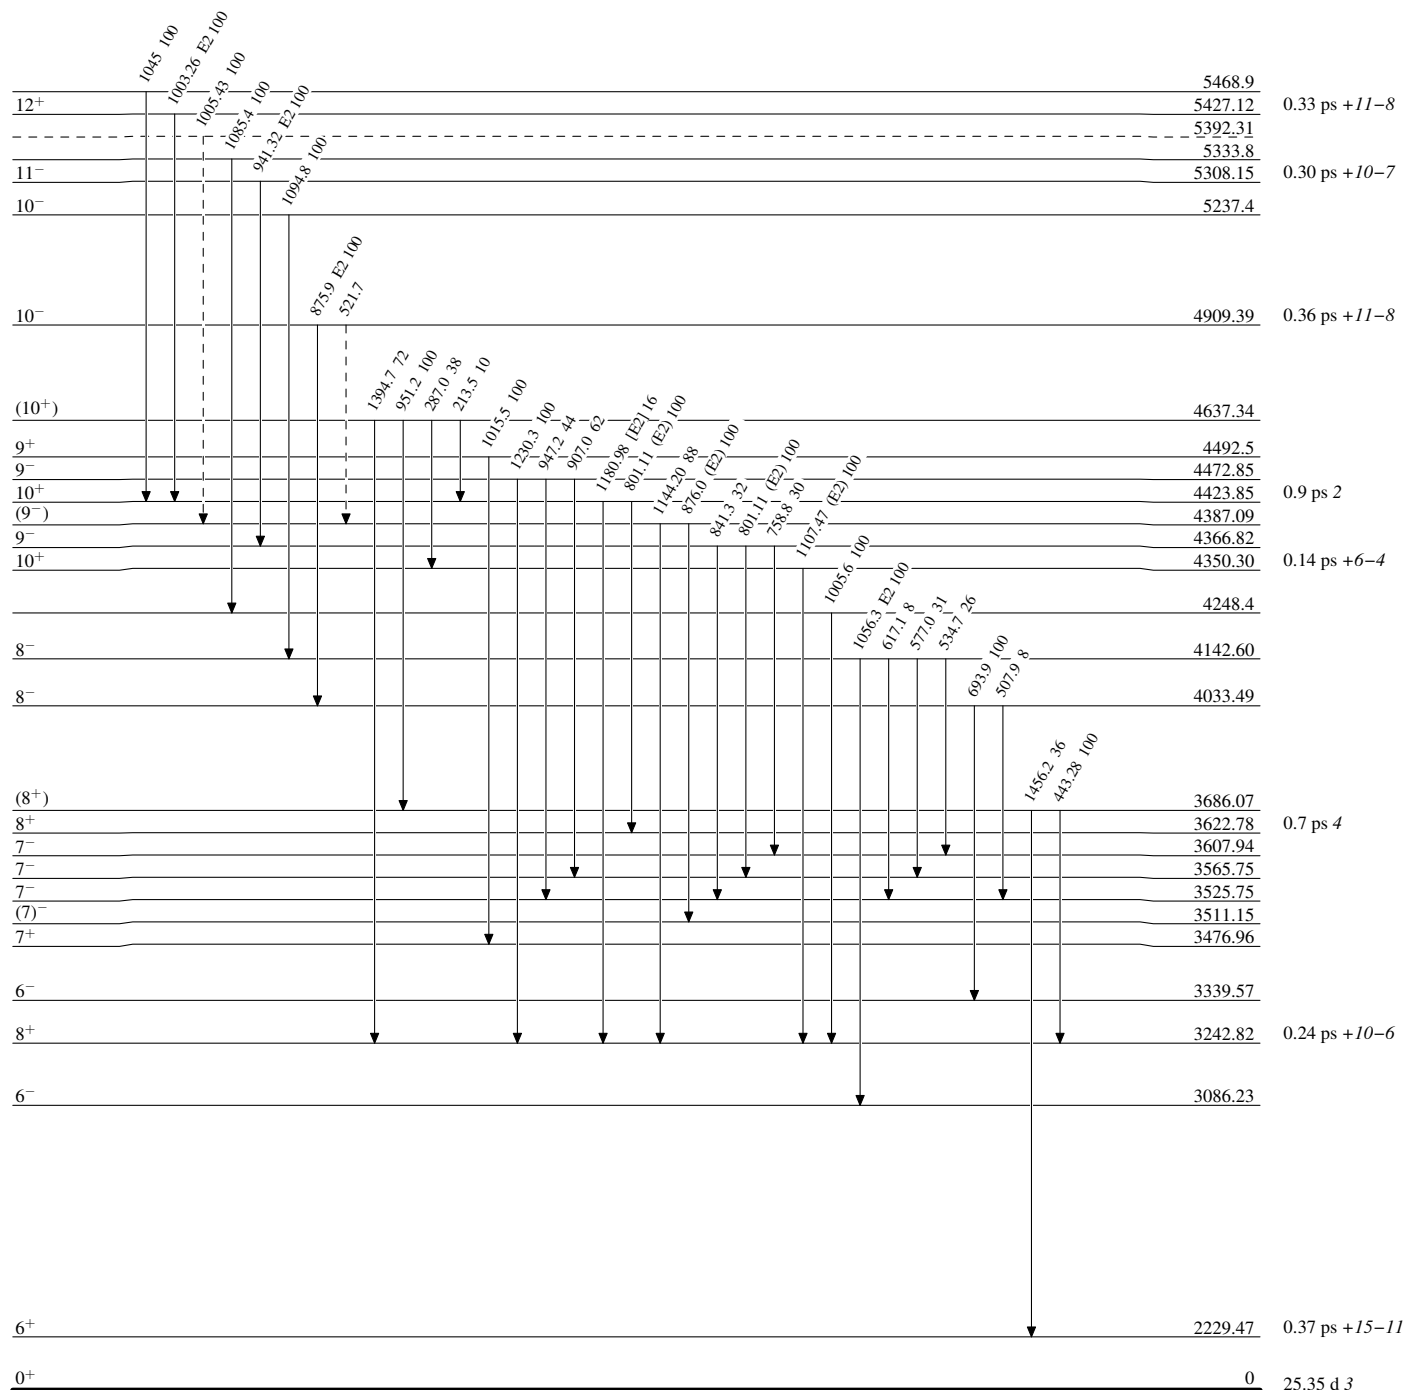 1045 100
1003.26 E2 100
1005.43 100
1085.4 100
941.32 E2 100
1094.8 100
5468.9
12+ 5427.12 0.33 ps +11−8
5392.31
5333.8
11− 5308.15 0.30 ps +10−7
10− 5237.4
875.9 E2 100
521.7
10− 4909.39 0.36 ps +11−8
1394.7 72
951.2 100
287.0 38
213.5 10
(10+) 4637.34
1015.5 100
9+ 4492.5
1230.3 100
947.2 44
907.0 62
9− 4472.85
1180.98 [E2] 16
801.11 (E2) 100
10+ 4423.85 0.9 ps 2
1144.20 88
876.0 (E2) 100
(9−) 4387.09
841.3 32
801.11 (E2) 100
758.8 30
9− 4366.82
1107.47 (E2) 100
10+ 4350.30 0.14 ps +6−4
1005.6 100
4248.4
1056.3 E2 100
617.1 8
577.0 31
534.7 26
8− 4142.60
693.9 100
507.9 8
8− 4033.49
1456.2 36
443.28 100
(8+) 3686.07
8+ 3622.78 0.7 ps 4
7− 3607.94
7− 3565.75
7− 3525.75
(7)− 3511.15
7+ 3476.96
6− 3339.57
8+ 3242.82 0.24 ps +10−6
6− 3086.23
6+ 2229.47 0.37 ps +15−11
0+ 0 25.35 d 3